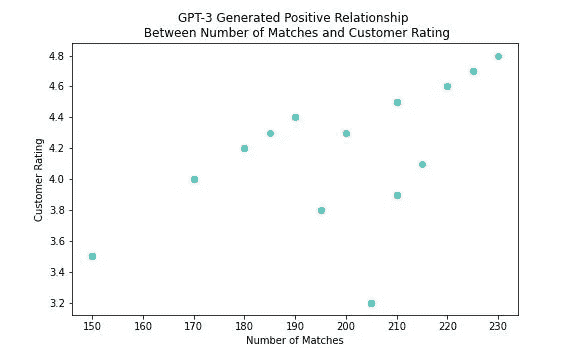 GPT-3 Generated Positive Relationship
Between Number of Matches and Customer Rating
Customer Rating
4.8
4.6
4.4
4.2
4.0
3.8
3.6
3.4
3.2
150 160 170 180 190 200 210 220 230
Number of Matches